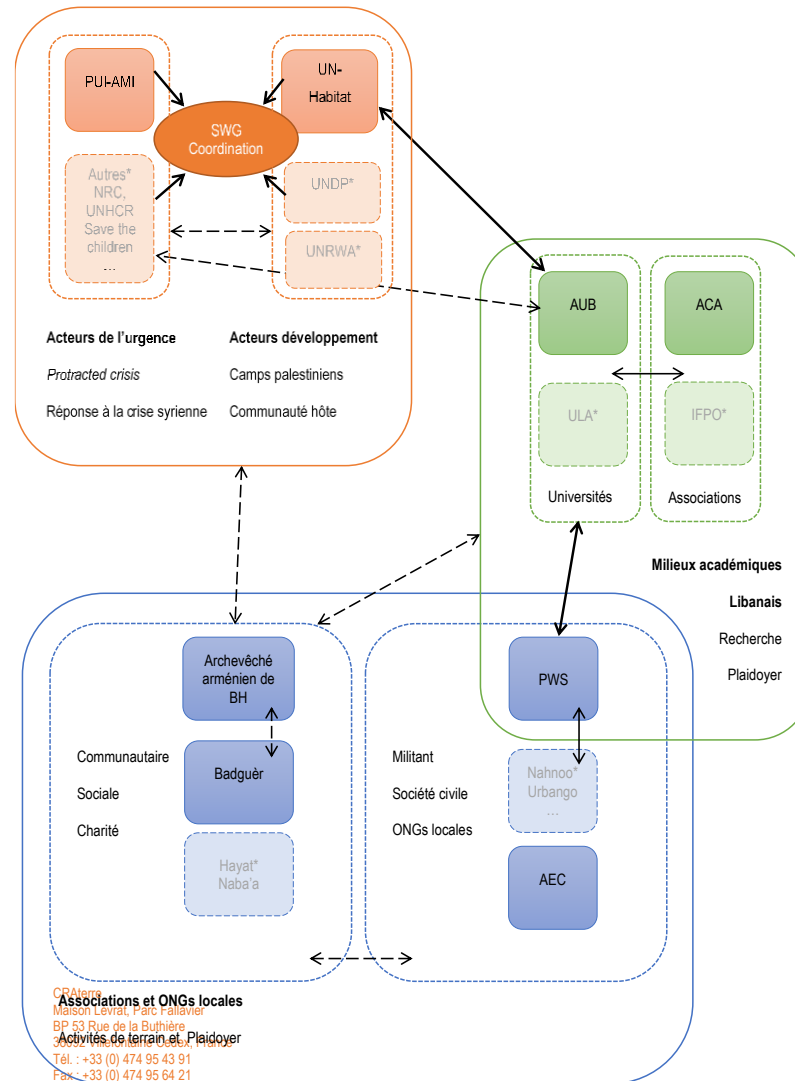 PUI-AMI
UN-
Habitat
SWG
Coordination
Autres*
NRC,
UNHCR
Save the
children
...
UNDP*
UNRWA*
Acteurs de l'urgence
Protracted crisis
Réponse à la crise syrienne
Acteurs développement
Camps palestiniens
Communauté hôte
AUB
ACA
ULA*
IFPO*
Universités
Associations
Milieux académiques
Libanais
Recherche
Plaidoyer
Archevêché
arménien de
BH
Communautaire
Sociale
Charité
Badguèr
Hayat*
Naba'a
PWS
Militant
Société civile
ONGs locales
Nahnoo*
Urbango
...
AEC
Associations et ONGs locales
Activités de terrain et Plaidoyer
CRAterre
Maison Levrat, Parc Fallavier
BP 53 Rue de la Buthière
38092 Villefontaine Cedex, France
Tél. : +33 (0) 474 95 43 91
Fax : +33 (0) 474 95 64 21